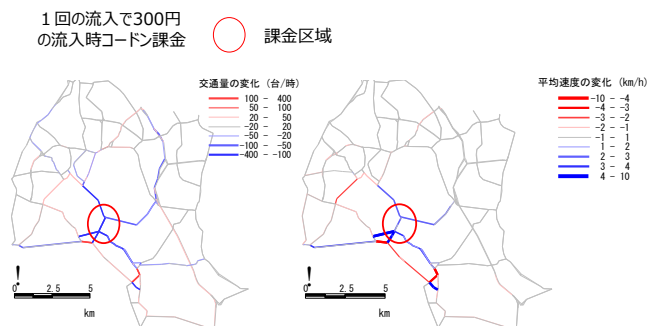 １回の流入で300円
の流入時コードン課金
課金区域
交通量の変化 (台/時)
100 － 400
50 － 100
20 － 50
-20 － 20
-50 － -20
-100 － -50
-400 － -100
0 2.5 5
km
平均速度の変化 (km/h)
-10 － -4
-4 － -3
-3 － -2
-2 － -1
-1 － 1
1 － 2
2 － 3
3 － 4
4 － 10
0 2.5 5
km